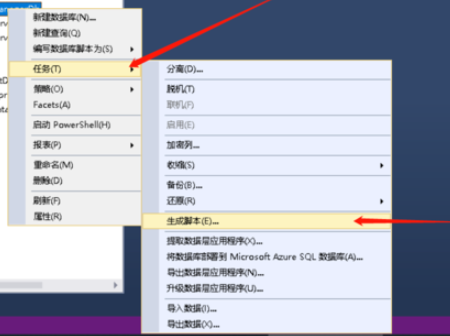 新建数据库(N)...
新建查询(Q)
编写数据库脚本为(S)
任务(T)
策略(O)
Facets(A)
启动 PowerShell(H)
报表(P)
重命名(M)
删除(D)
刷新(F)
属性(R)
分离(D)...
脱机(T)
联机(F)
启用(E)
加密列...
收缩(S)
备份(B)...
还原(R)
生成脚本(E)...
提取数据层应用程序(X)...
将数据库部署到 Microsoft Azure SQL 数据库(A)...
导出数据层应用程序(N)...
升级数据层应用程序(U)...
导入数据(I)...
导出数据(X)...